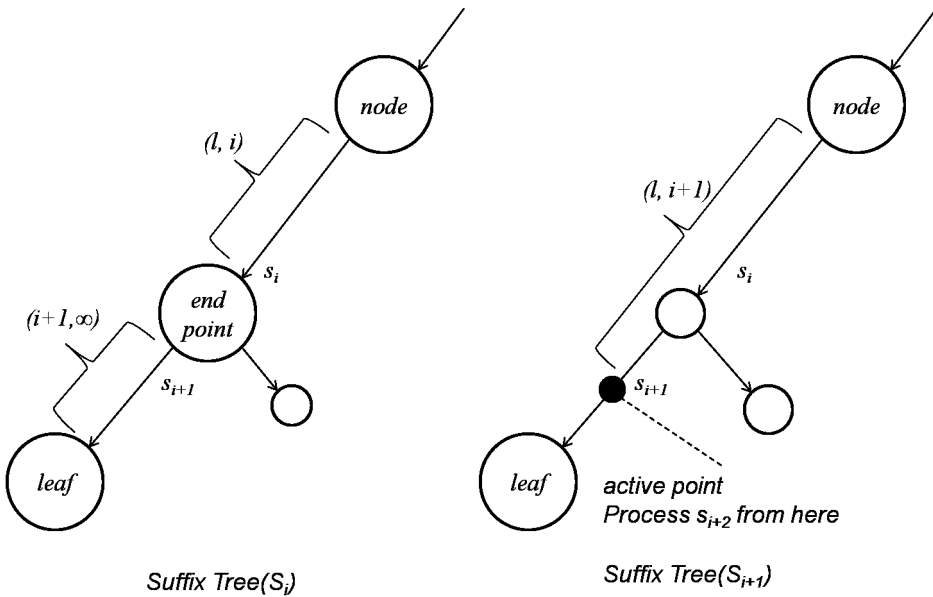 node
(l, i)
s_i
end
point
(i+1,∞)
s_{i+1}
leaf
Suffix Tree(S_i)
node
(l, i+1)
s_i
s_{i+1}
leaf
active point
Process s_{i+2} from here
Suffix Tree(S_{i+1})